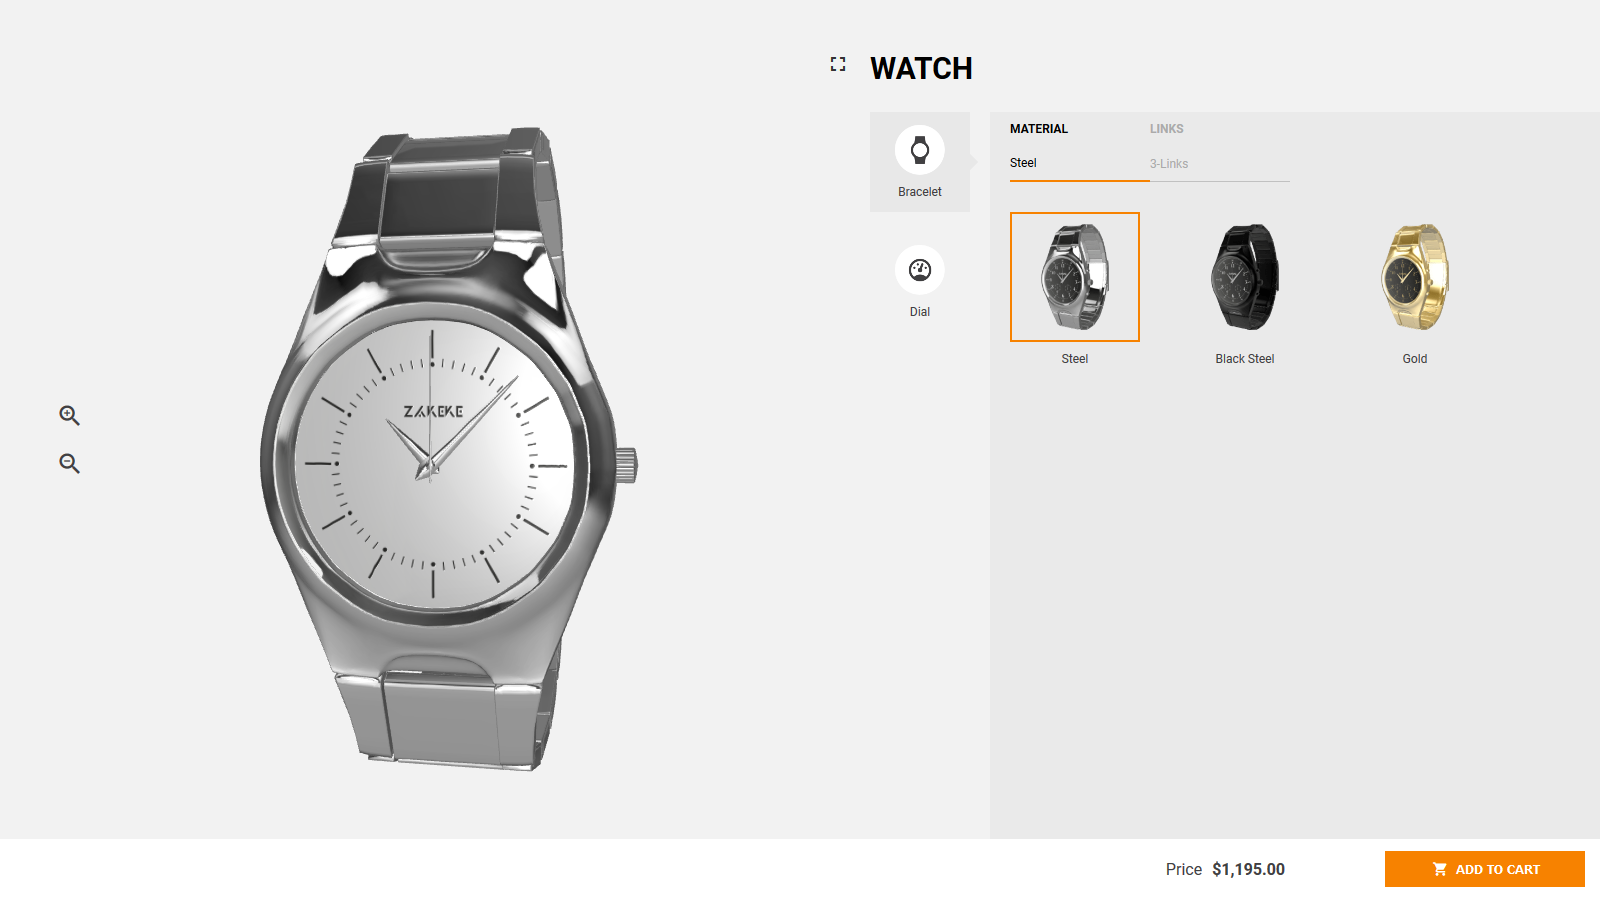 WATCH
Bracelet
Dial
MATERIAL
LINKS
Steel
3-Links
Steel
Black Steel
Gold
ZAKEKE
Price $1,195.00
ADD TO CART